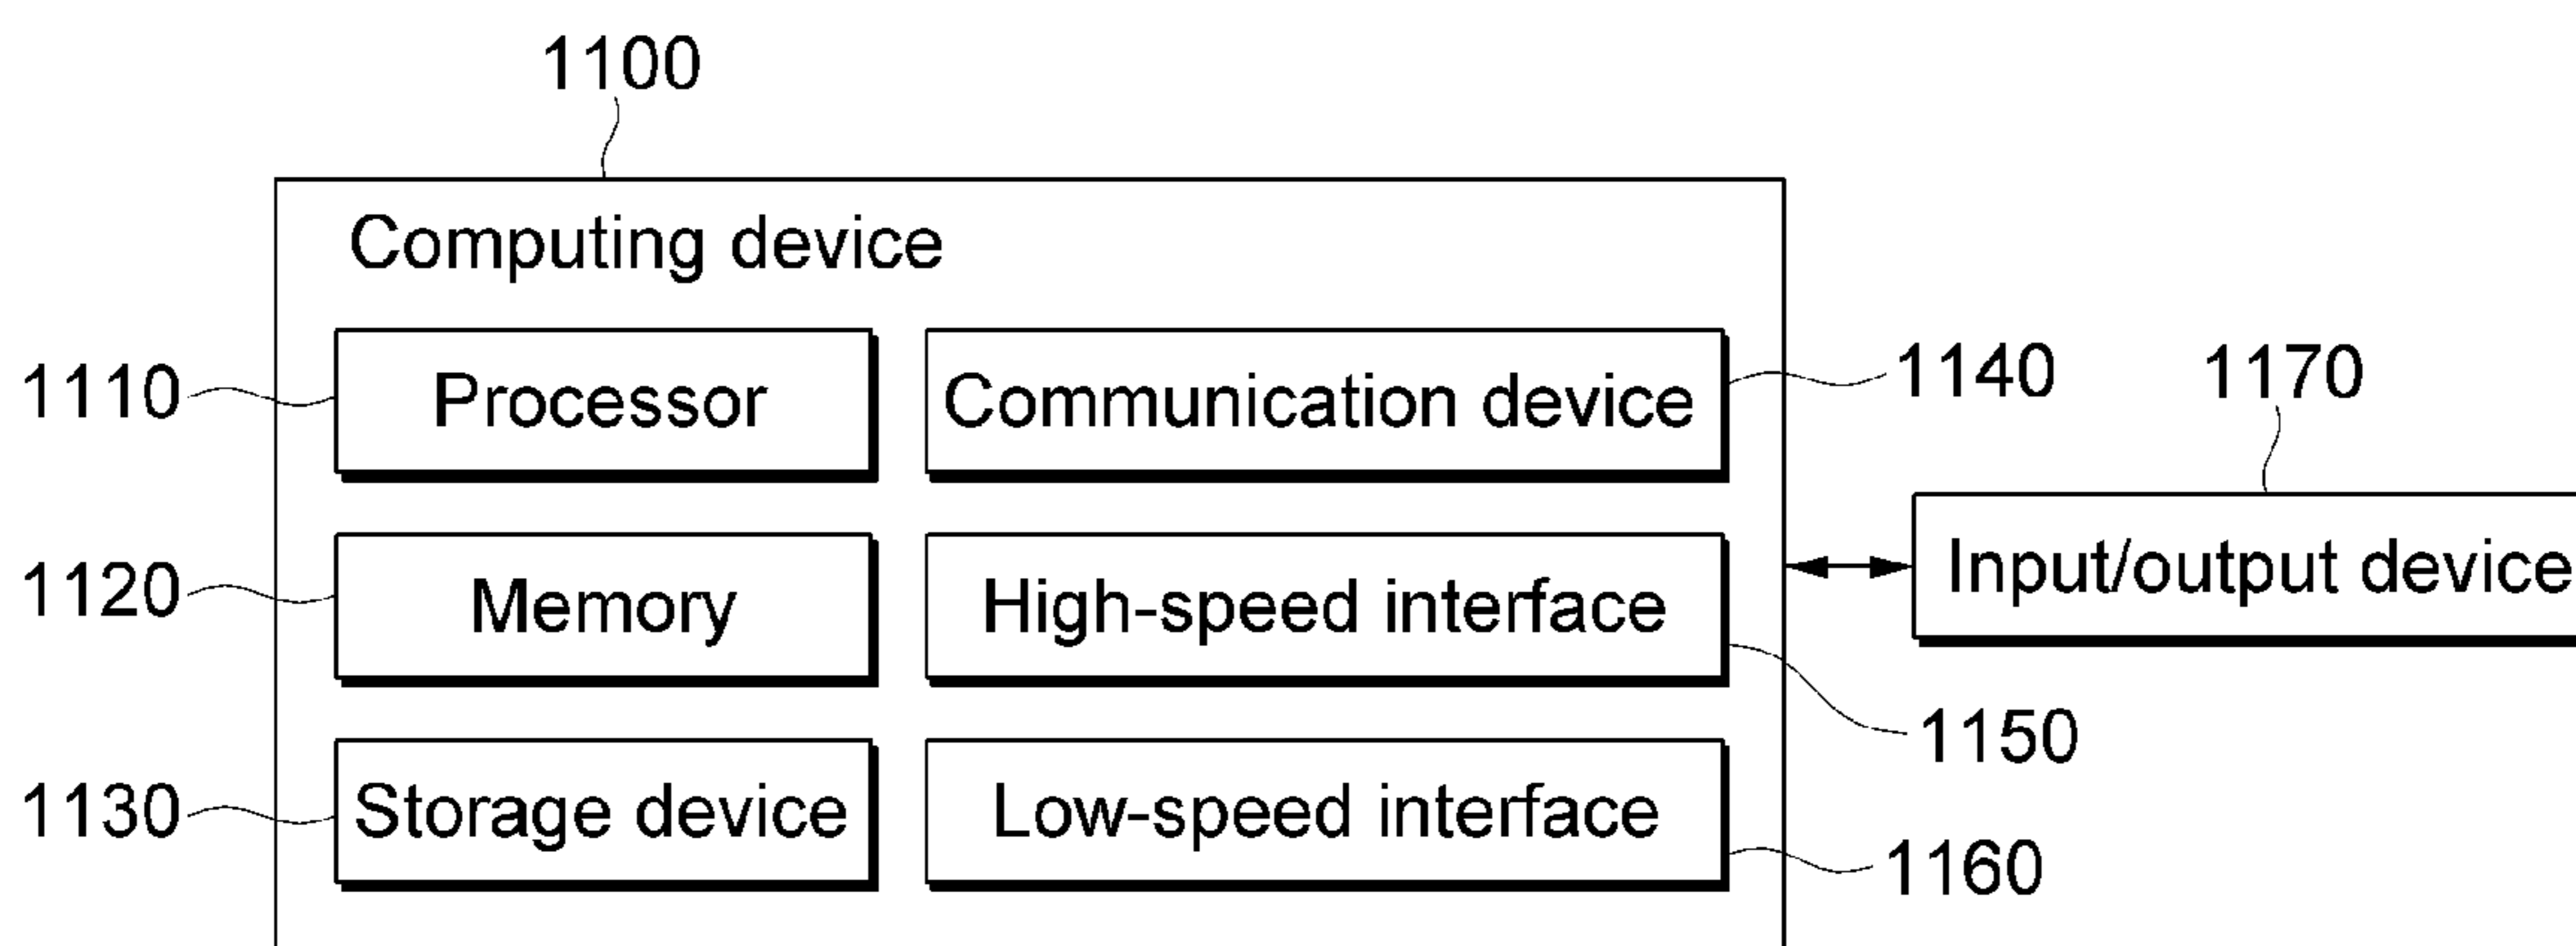 1100
Computing device
1110
Processor
Communication device
1140
1170
1120
Memory
High-speed interface
Input/output device
1150
1130
Storage device
Low-speed interface
1160